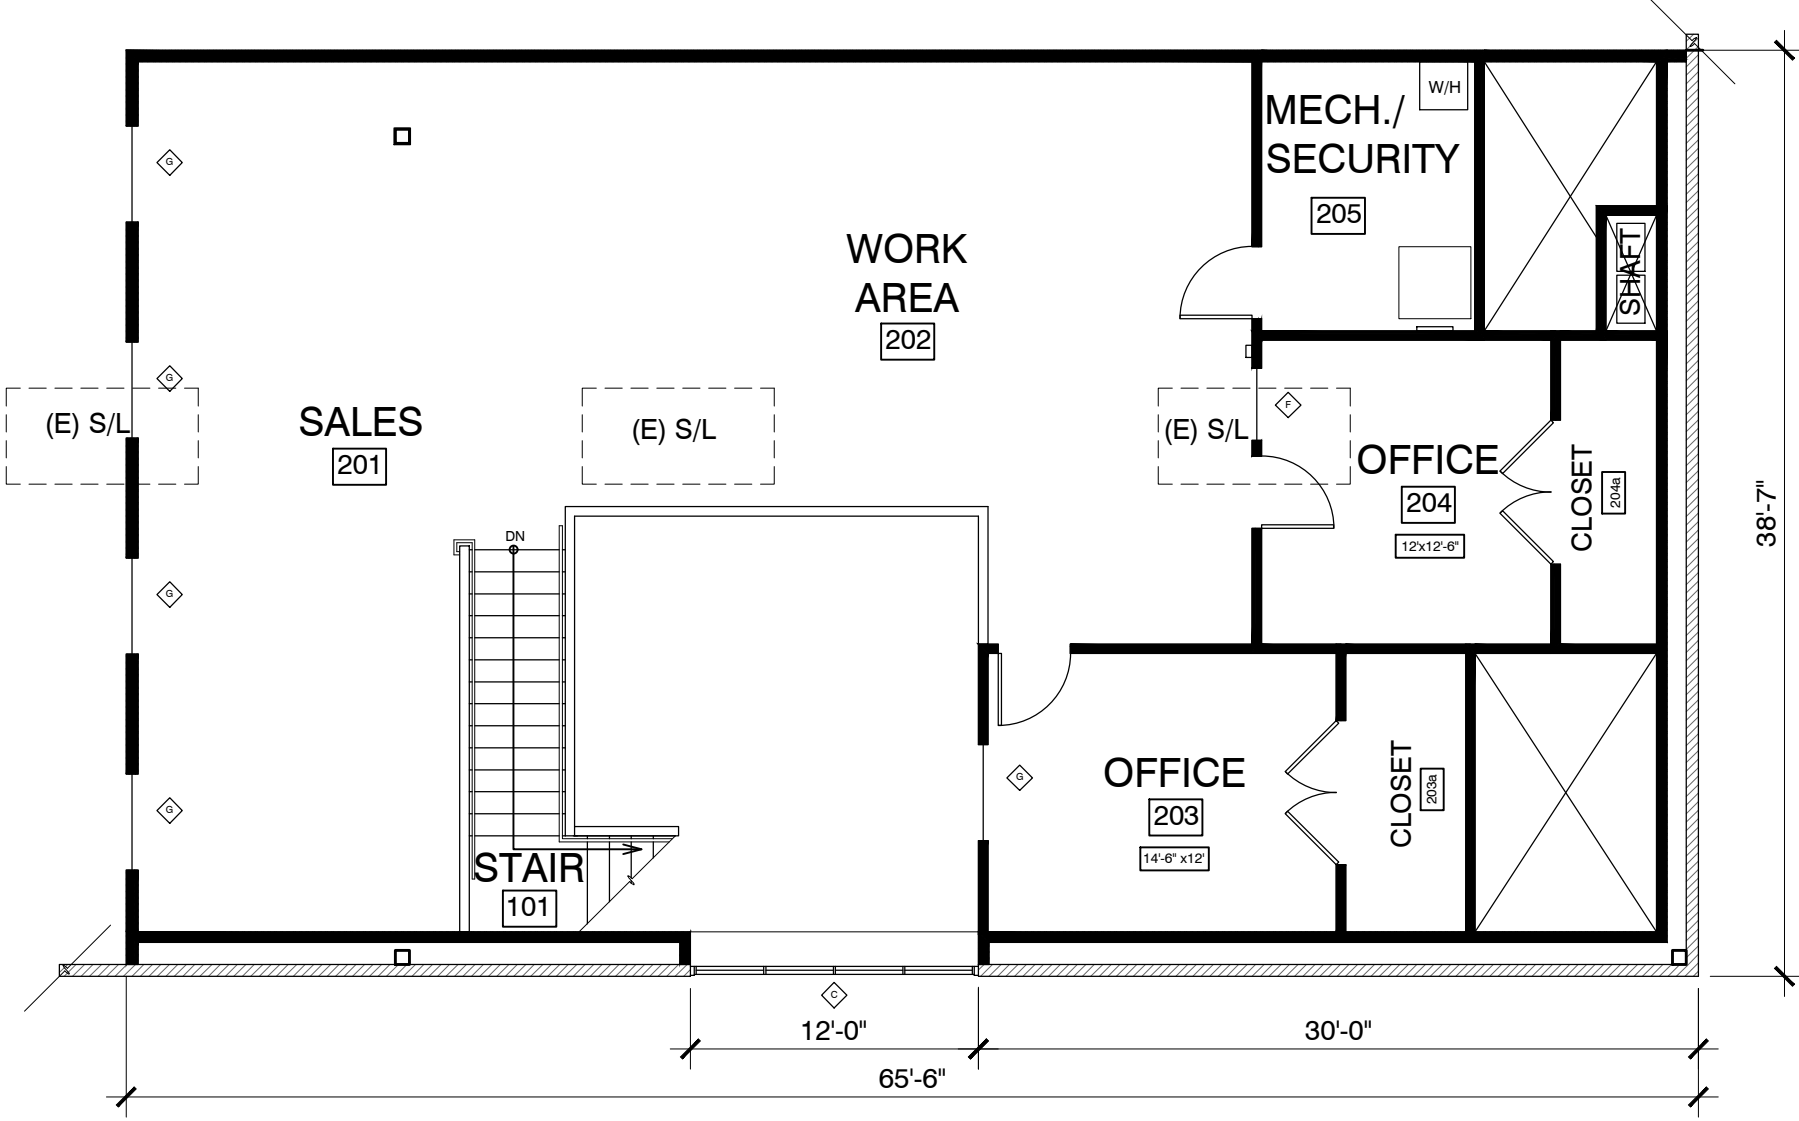 W/H
MECH./
SECURITY
205
G
SHAFT
WORK
AREA
202
G
(E) S/L
SALES
201
(E) S/L
(E) S/L
F
OFFICE
204
12'x12'-6"
CLOSET
204a
38'-7"
DN
G
G
G
OFFICE
203
14'-6" x12'
CLOSET
203a
STAIR
101
C
12'-0"
30'-0"
65'-6"